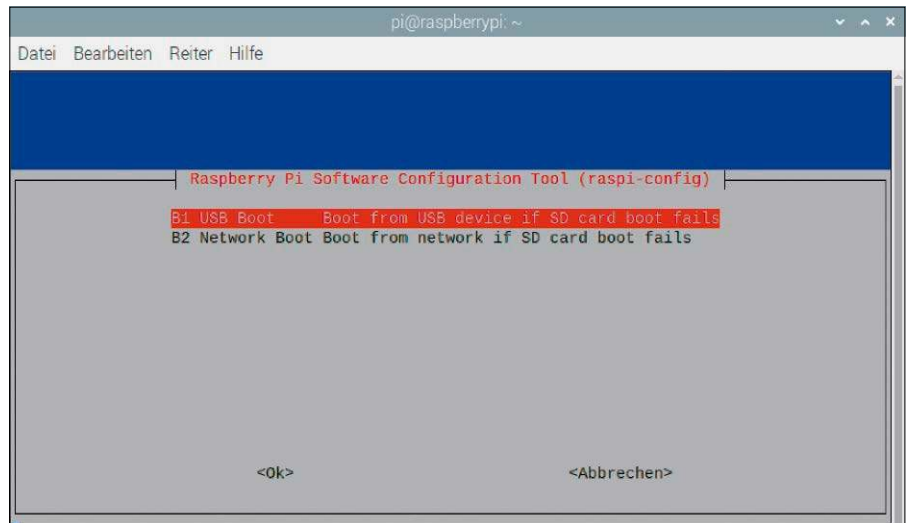 pi@raspberrypi: ~
Datei Bearbeiten Reiter Hilfe
Raspberry Pi Software Configuration Tool (raspi-config)
B1 USB Boot Boot from USB device if SD card boot fails
B2 Network Boot Boot from network if SD card boot fails
<Ok> <Abbrechen>